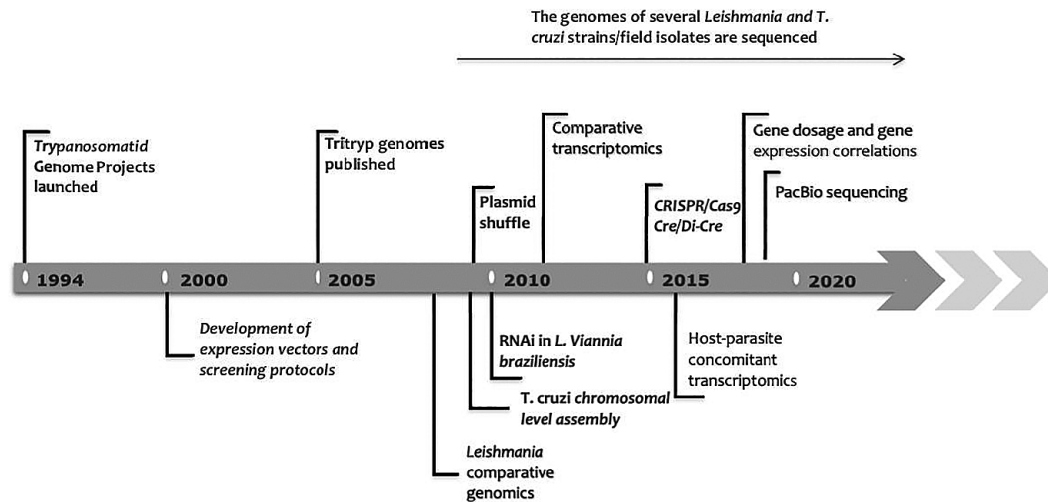 The genomes of several Leishmania and T.
cruzi strains/field isolates are sequenced
Trypanosomatid
Genome Projects
launched
Tritryp genomes
published
Plasmid
shuffle
Comparative
transcriptomics
CRISPR/Cas9
Cre/Di-Cre
Gene dosage and gene
expression correlations
PacBio sequencing
1994
2000
2005
2010
2015
2020
Development of
expression vectors and
screening protocols
RNAi in L. Viannia
braziliensis
T. cruzi chromosomal
level assembly
Leishmania
comparative
genomics
Host-parasite
concomitant
transcriptomics